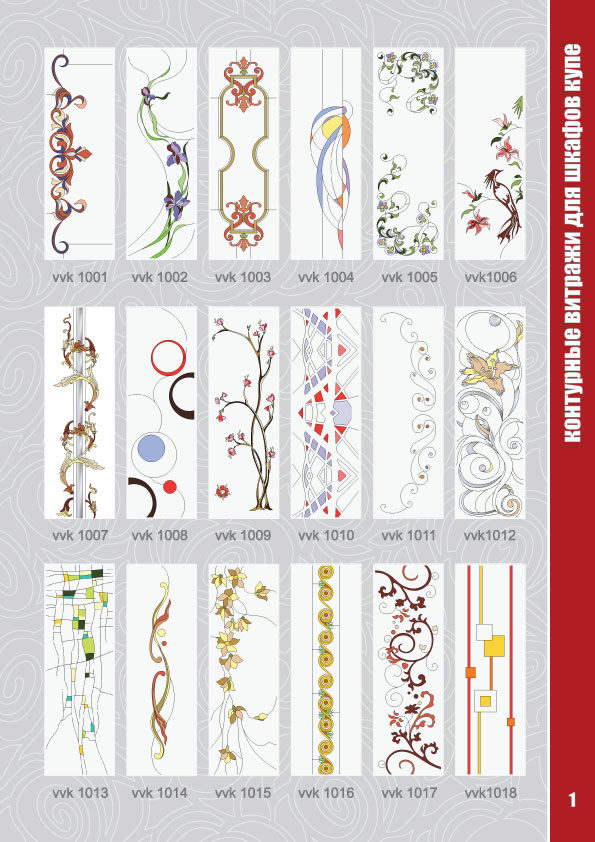 контурные витражи для шкафов купе
vvk 1001 vvk 1002 vvk 1003 vvk 1004 vvk 1005 vvk1006
vvk 1007 vvk 1008 vvk 1009 vvk 1010 vvk 1011 vvk1012
vvk 1013 vvk 1014 vvk 1015 vvk 1016 vvk 1017 vvk1018
1